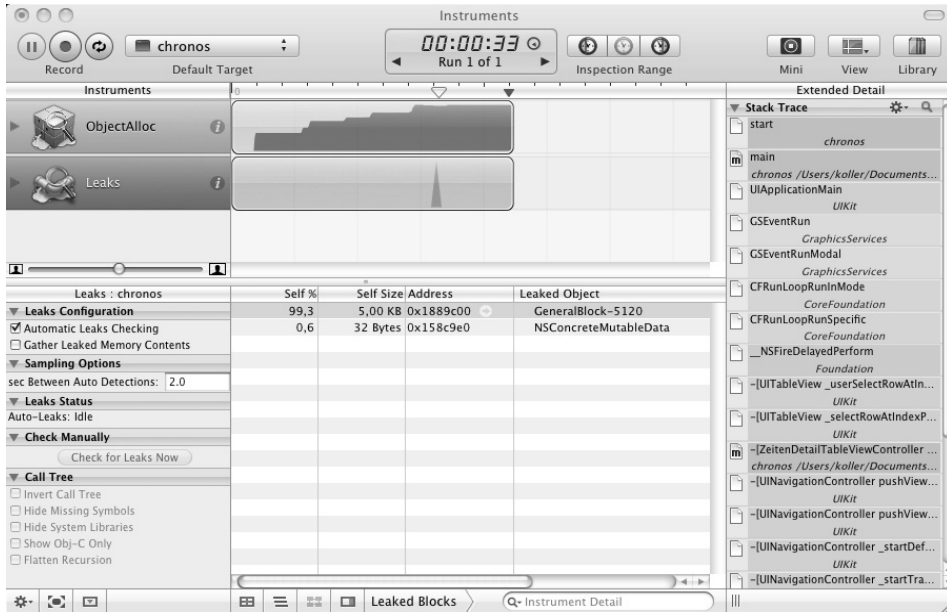 Instruments
chronos
00:00:33
Run 1 of 1
Record
Default Target
Inspection Range
Mini
View
Library
Instruments
0
Extended Detail
ObjectAlloc
Leaks
Stack Trace
start
chronos
main
chronos /Users/koller/Documents...
UIApplicationMain
UIKit
GSEventRun
GraphicsServices
GSEventRunModal
GraphicsServices
CFRunLoopRunInMode
CoreFoundation
CFRunLoopRunSpecific
CoreFoundation
__NSFireDelayedPerform
Foundation
-[UITableView _userSelectRowAtIn...
UIKit
-[UITableView _selectRowAtIndexP...
UIKit
-[ZeitenDetailTableViewController ...
chronos /Users/koller/Documents...
-[UINavigationController pushView...
UIKit
-[UINavigationController pushView...
UIKit
-[UINavigationController _startDef...
UIKit
-[UINavigationController _startTra...
Leaks : chronos
Leaks Configuration
Automatic Leaks Checking
Gather Leaked Memory Contents
Sampling Options
sec Between Auto Detections: 2.0
Leaks Status
Auto-Leaks: Idle
Check Manually
Check for Leaks Now
Call Tree
Invert Call Tree
Hide Missing Symbols
Hide System Libraries
Show Obj-C Only
Flatten Recursion
Self % Self Size Address Leaked Object
99,3 5,00 KB 0x1889c00 GeneralBlock-5120
0,6 32 Bytes 0x158c9e0 NSConcreteMutableData
Leaked Blocks
Instrument Detail